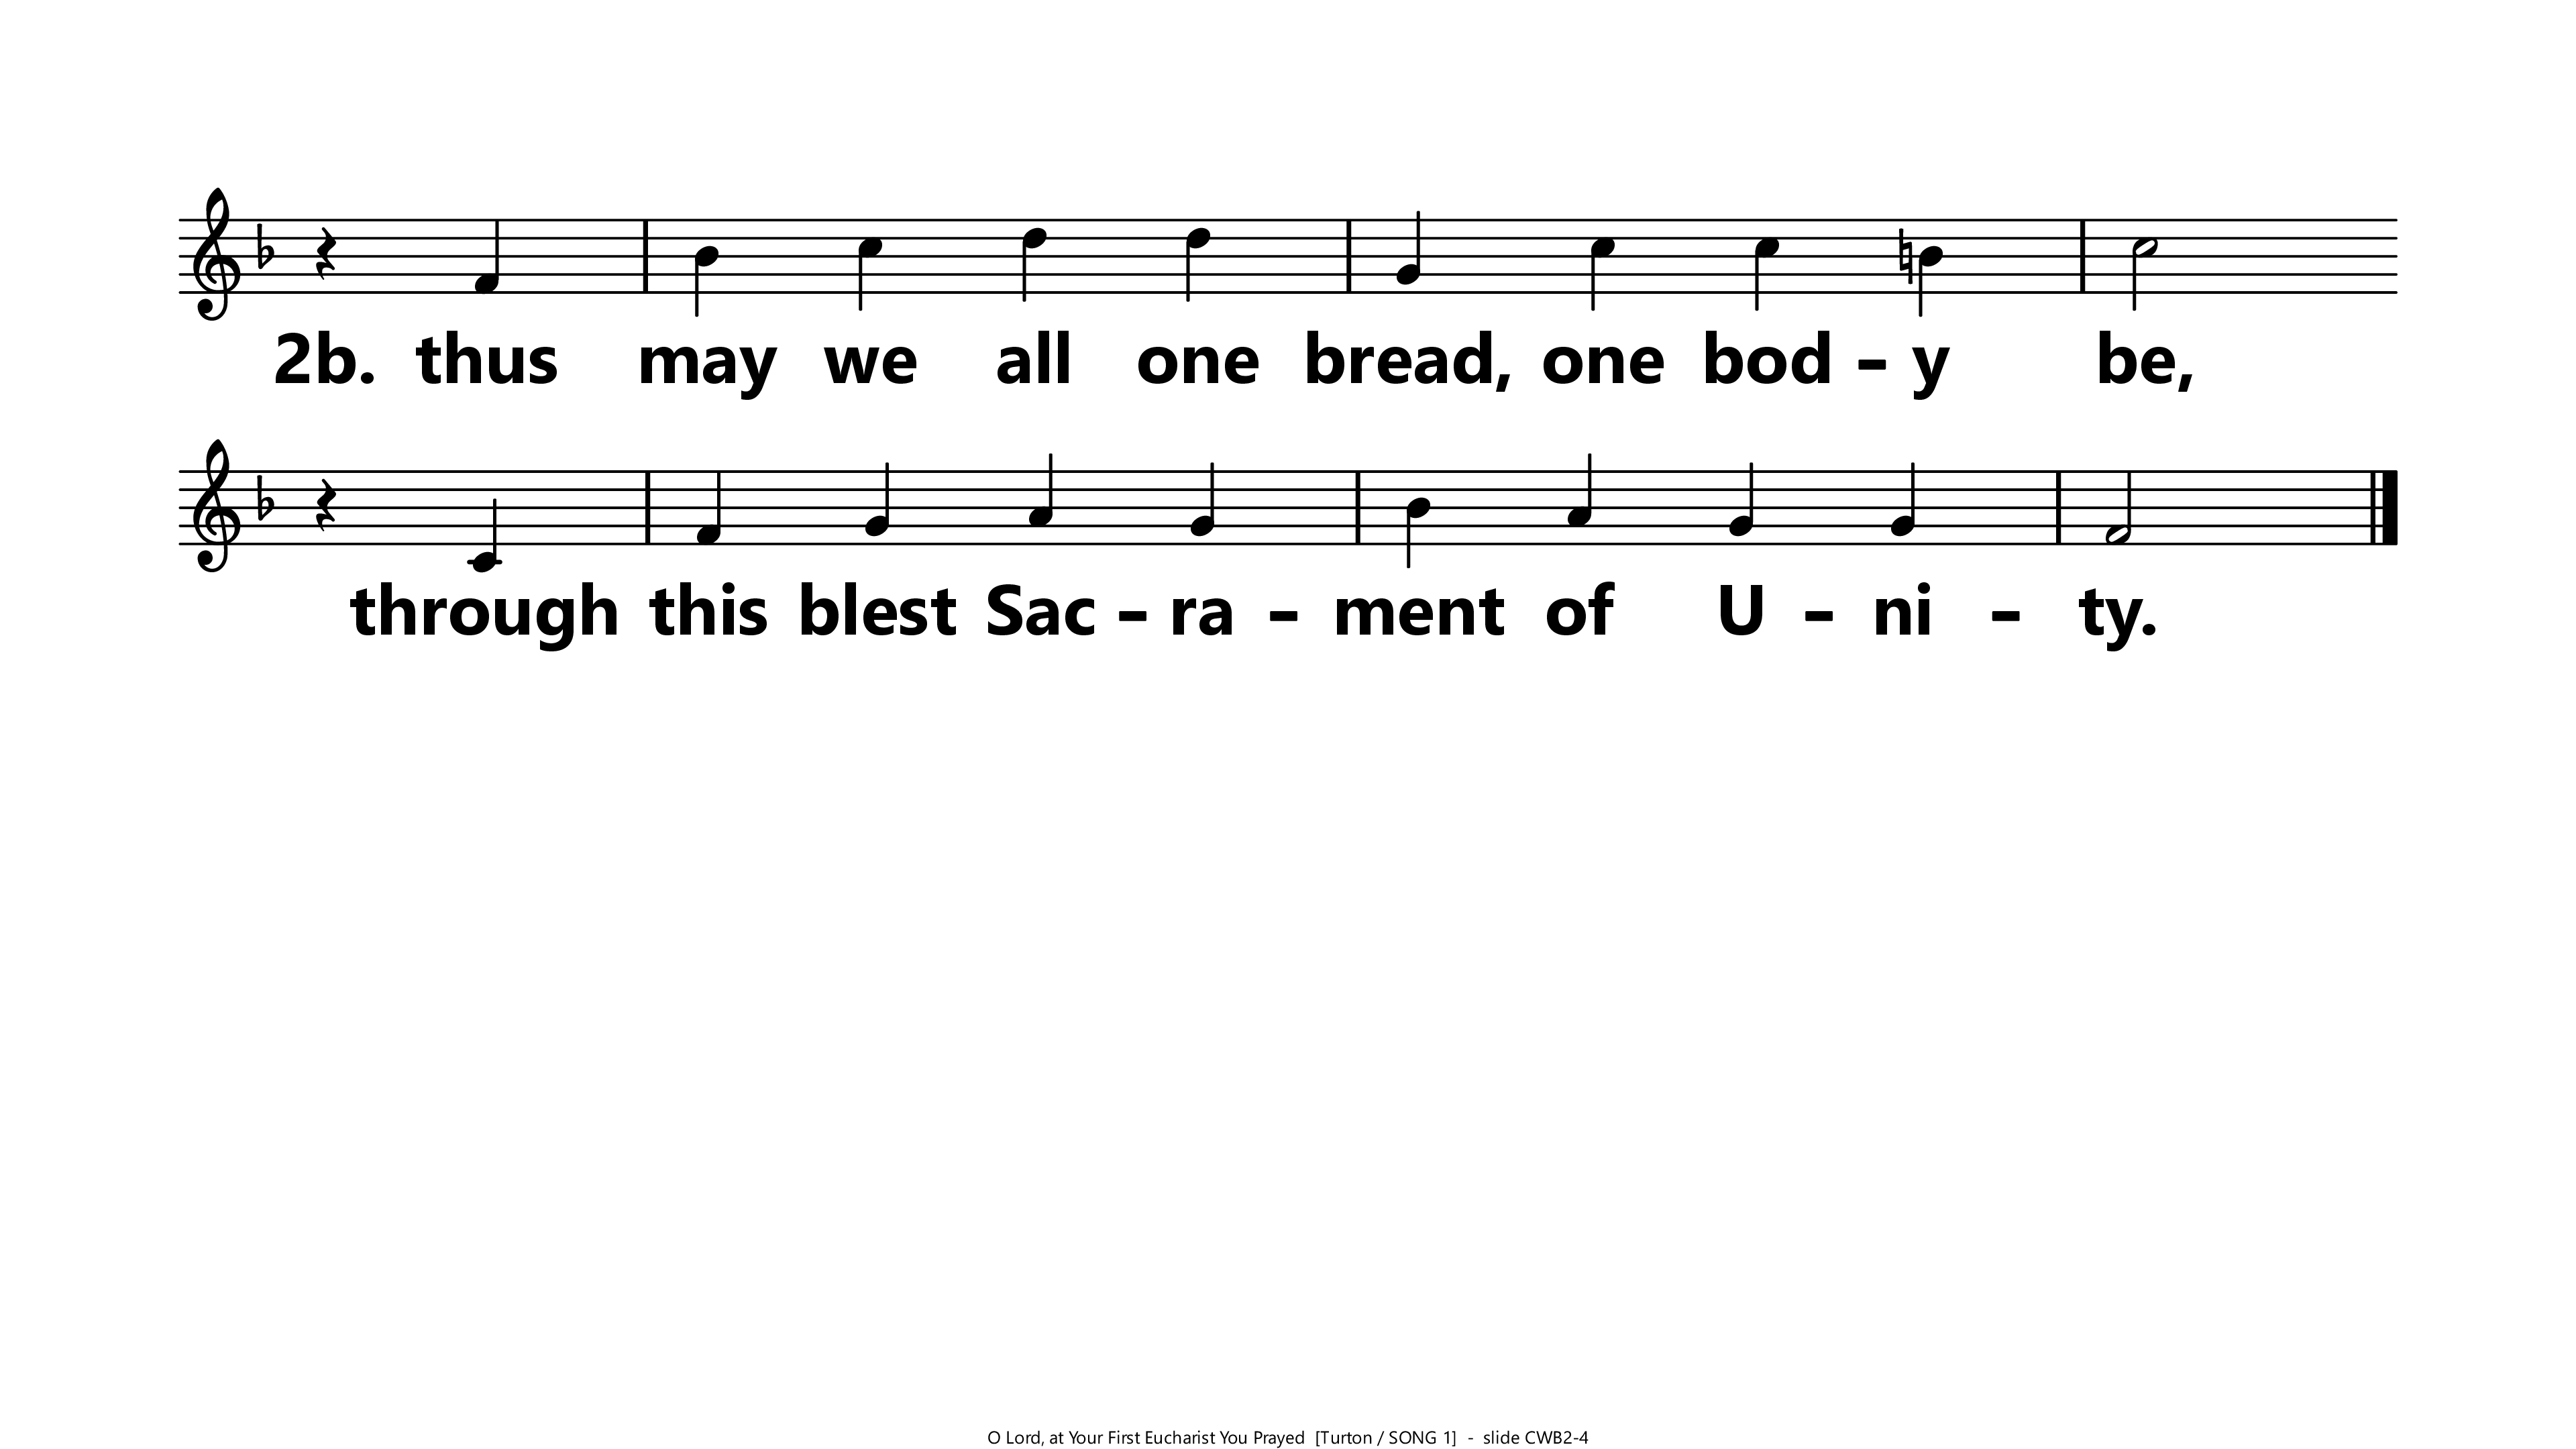 2b. thus may we all one bread, one bod - y be,
through this blest Sac - ra - ment of U - ni - ty.
O Lord, at Your First Eucharist You Prayed [Turton / SONG 1] - slide CWB2-4